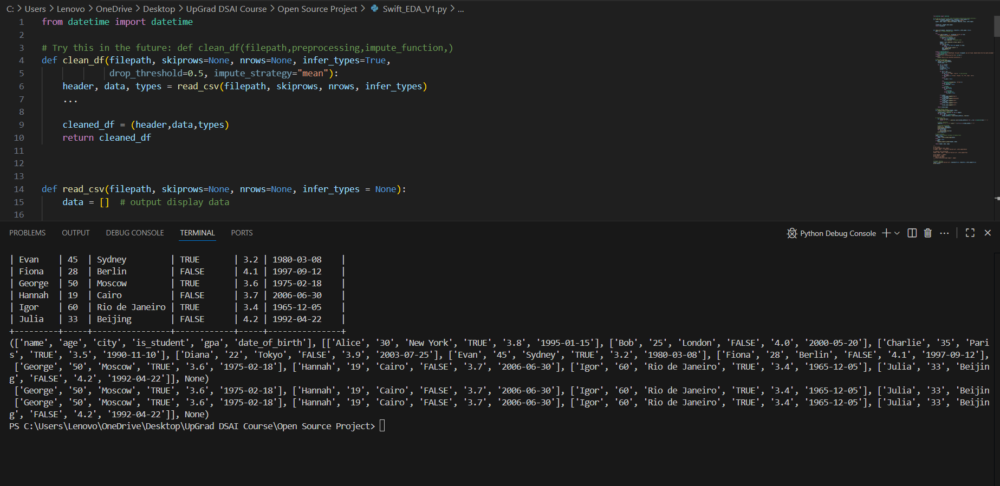 C: > Users > Lenovo > OneDrive > Desktop > UpGrad DSAI Course > Open Source Project > Swift_EDA_V1.py > ...
1 from datetime import datetime
2
3 # Try this in the future: def clean_df(filepath,preprocessing,impute_function,)
4 def clean_df(filepath, skiprows=None, nrows=None, infer_types=True,
5 drop_threshold=0.5, impute_strategy="mean"):
6 header, data, types = read_csv(filepath, skiprows, nrows, infer_types)
7 ...
8
9 cleaned_df = (header,data,types)
10 return cleaned_df
11
12
13
14 def read_csv(filepath, skiprows=None, nrows=None, infer_types = None):
15 data = [] # output display data
16
PROBLEMS OUTPUT DEBUG CONSOLE TERMINAL PORTS Python Debug Console
| Evan | 45 | Sydney | TRUE | 3.2 | 1980-03-08 |
| Fiona | 28 | Berlin | FALSE | 4.1 | 1997-09-12 |
| George | 50 | Moscow | TRUE | 3.6 | 1975-02-18 |
| Hannah | 19 | Cairo | FALSE | 3.7 | 2006-06-30 |
| Igor | 60 | Rio de Janeiro | TRUE | 3.4 | 1965-12-05 |
| Julia | 33 | Beijing | FALSE | 4.2 | 1992-04-22 |
+---------+-----+----------------+------------+-----+---------------+
(['name', 'age', 'city', 'is_student', 'gpa', 'date_of_birth'], [['Alice', '30', 'New York', 'TRUE', '3.8', '1995-01-15'], ['Bob', '25', 'London', 'FALSE', '4.0', '2000-05-20'], ['Charlie', '35', 'Pari
s', 'TRUE', '3.5', '1990-11-10'], ['Diana', '22', 'Tokyo', 'FALSE', '3.9', '2003-07-25'], ['Evan', '45', 'Sydney', 'TRUE', '3.2', '1980-03-08'], ['Fiona', '28', 'Berlin', 'FALSE', '4.1', '1997-09-12'],
['George', '50', 'Moscow', 'TRUE', '3.6', '1975-02-18'], ['Hannah', '19', 'Cairo', 'FALSE', '3.7', '2006-06-30'], ['Igor', '60', 'Rio de Janeiro', 'TRUE', '3.4', '1965-12-05'], ['Julia', '33', 'Beijin
g', 'FALSE', '4.2', '1992-04-22']], None)
['George', '50', 'Moscow', 'TRUE', '3.6', '1975-02-18'], ['Hannah', '19', 'Cairo', 'FALSE', '3.7', '2006-06-30'], ['Igor', '60', 'Rio de Janeiro', 'TRUE', '3.4', '1965-12-05'], ['Julia', '33', 'Beijin
['George', '50', 'Moscow', 'TRUE', '3.6', '1975-02-18'], ['Hannah', '19', 'Cairo', 'FALSE', '3.7', '2006-06-30'], ['Igor', '60', 'Rio de Janeiro', 'TRUE', '3.4', '1965-12-05'], ['Julia', '33', 'Beijin
g', 'FALSE', '4.2', '1992-04-22']], None)
PS C:\Users\Lenovo\OneDrive\Desktop\UpGrad DSAI Course\Open Source Project>